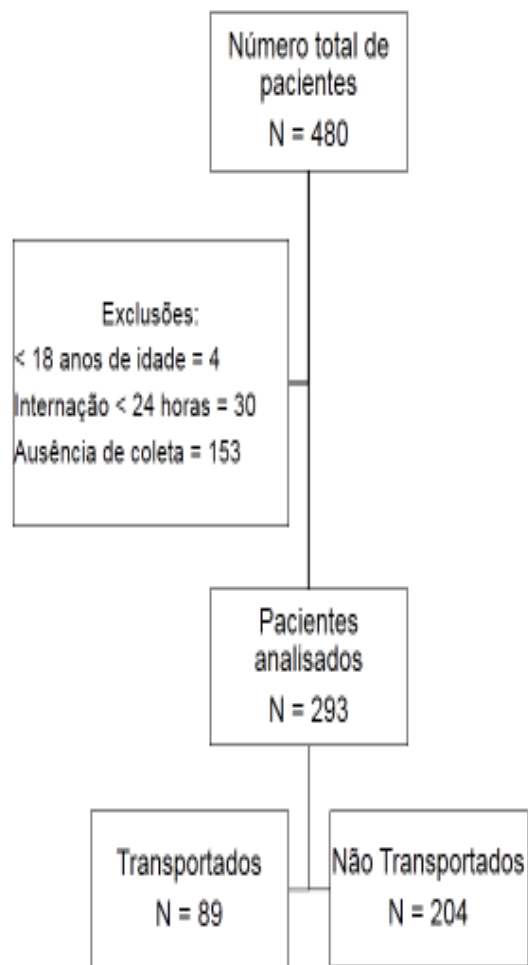 Número total de
pacientes
N = 480
Exclusões:
< 18 anos de idade = 4
Internação < 24 horas = 30
Ausência de coleta = 153
Pacientes
analisados
N = 293
Transportados
N = 89
Não Transportados
N = 204